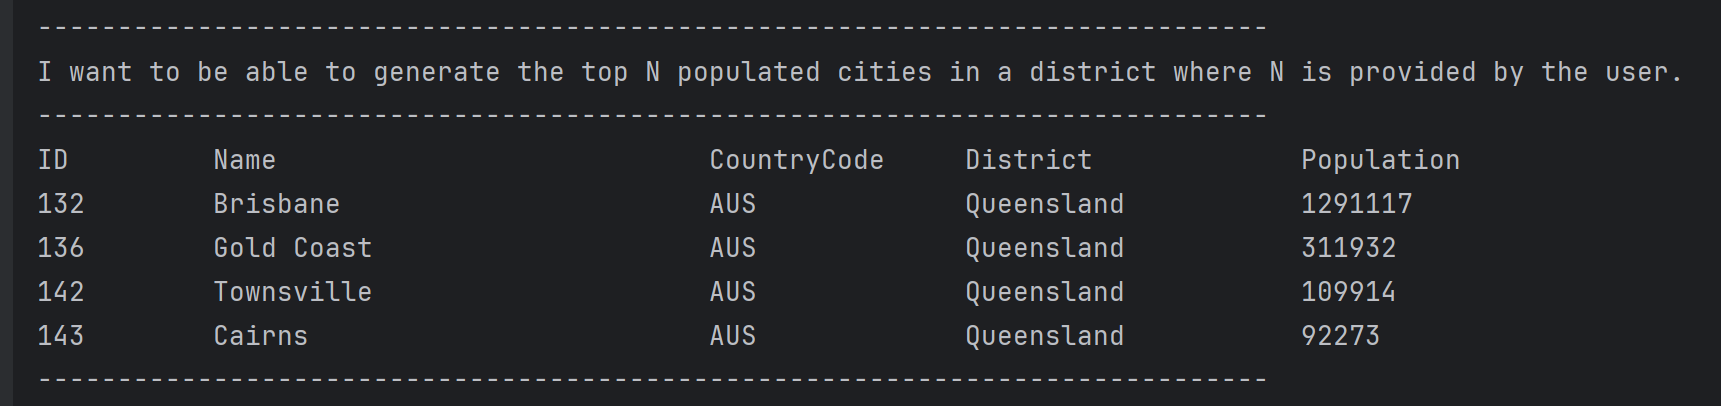 -----------------------------------------------------------------------------
I want to be able to generate the top N populated cities in a district where N is provided by the user.
-----------------------------------------------------------------------------
ID         Name                           CountryCode     District             Population
132        Brisbane                       AUS             Queensland           1291117
136        Gold Coast                     AUS             Queensland           311932
142        Townsville                     AUS             Queensland           109914
143        Cairns                         AUS             Queensland           92273
-----------------------------------------------------------------------------